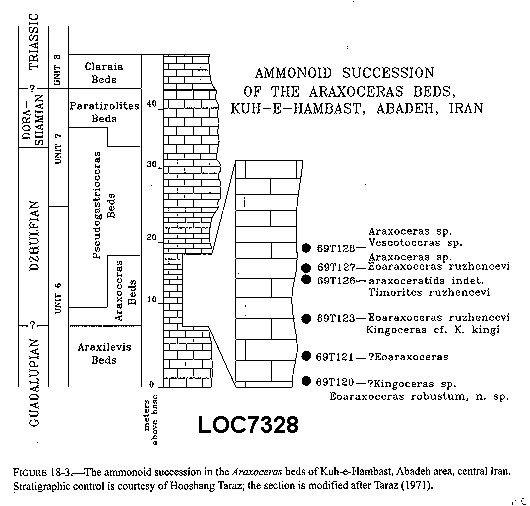 AMMONOID SUCCESSION
OF THE ARAXOCERAS BEDS,
KUH-E-HAMBAST, ABADEH, IRAN
TRIASSIC
DORA-
SHAMIAN
DZHULFIAN
GUADALUPIAN
?
?
UNIT 8
UNIT 7
UNIT 6
Claraia
Beds
Paratirolites
Beds
Pseudogastrioceras
Beds
Araxoceras
Beds
Araxilevis
Beds
40
30
20
10
0
meters
above base
Araxoceras sp.
69T128—Vescotoceras sp.
Araxoceras sp.
69T127—Eoaraxoceras ruzhencevi
69T126—araxoceratids indet.
Timorites ruzhencevi
69T123—Eoaraxoceras ruzhencevi
Kingoceras cf. K. kingi
69T121—?Eoaraxoceras
69T120—?Kingoceras sp.
Eoaraxoceras robustum, n. sp.
LOC7328
FIGURE 18-3.—The ammonoid succession in the Araxoceras beds of Kuh-e-Hambast, Abadeh area, central Iran.
Stratigraphic control is courtesy of Hooshang Taraz; the section is modified after Taraz (1971).